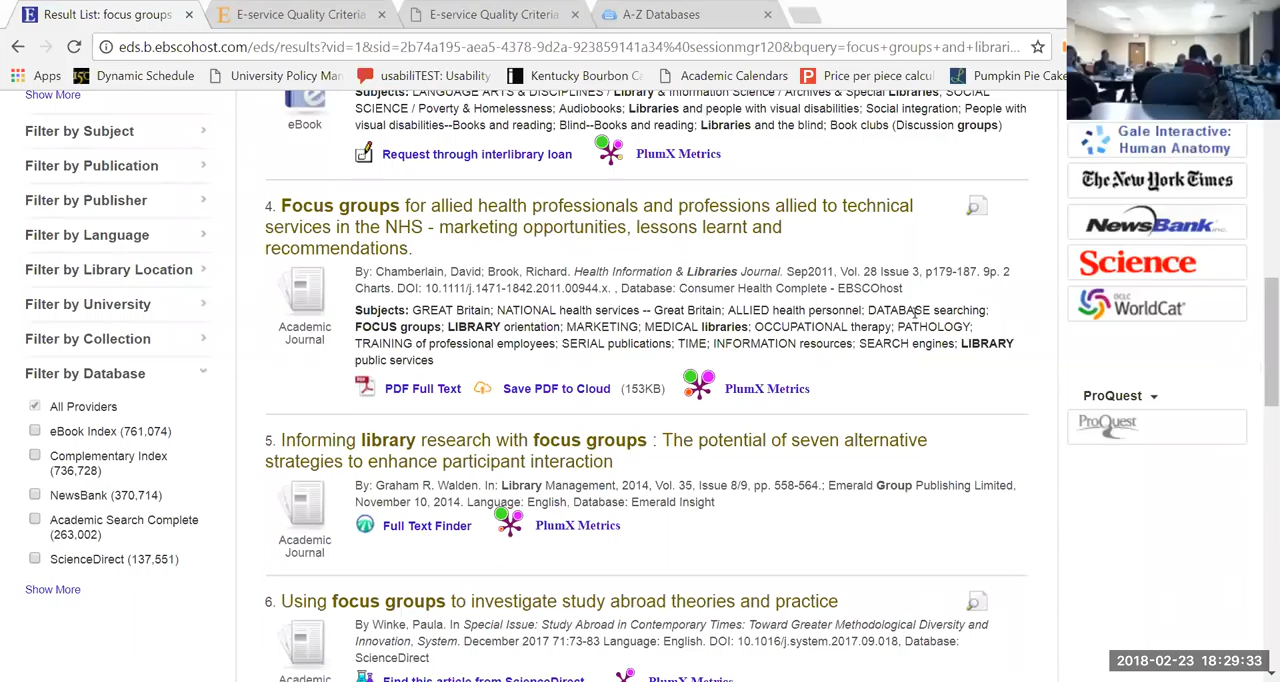 Result List: focus groups
E-service Quality Criteria
E-service Quality Criteria
A-Z Databases
eds.b.ebscohost.com/eds/results?vid=1&sid=2b74a195-aea5-4378-9d2a-923859141a34%40sessionmgr120&bquery=focus+groups+and+librari...
Apps
Dynamic Schedule
University Policy Man
usabiliTEST: Usability
Kentucky Bourbon C
Academic Calendars
Price per piece calcul
Pumpkin Pie Cake
Show More
Filter by Subject
Filter by Publication
Filter by Publisher
Filter by Language
Filter by Library Location
Filter by University
Filter by Collection
Filter by Database
All Providers
eBook Index (761,074)
Complementary Index
(736,728)
NewsBank (370,714)
Academic Search Complete
(263,002)
ScienceDirect (137,551)
Show More
eBook
Subjects: LANGUAGE ARTS & DISCIPLINES / Library & Information Science / Archives & Special Libraries; SOCIAL
SCIENCE / Poverty & Homelessness; Audiobooks; Libraries and people with visual disabilities; Social integration; People with
visual disabilities--Books and reading; Blind--Books and reading; Libraries and the blind; Book clubs (Discussion groups)
Request through interlibrary loan
PlumX Metrics
4. Focus groups for allied health professionals and professions allied to technical
services in the NHS - marketing opportunities, lessons learnt and
recommendations.
Academic
Journal
By: Chamberlain, David; Brook, Richard. Health Information & Libraries Journal. Sep2011, Vol. 28 Issue 3, p179-187. 9p. 2
Charts. DOI: 10.1111/j.1471-1842.2011.00944.x. , Database: Consumer Health Complete - EBSCOhost
Subjects: GREAT Britain; NATIONAL health services -- Great Britain; ALLIED health personnel; DATABASE searching;
FOCUS groups; LIBRARY orientation; MARKETING; MEDICAL libraries; OCCUPATIONAL therapy; PATHOLOGY;
TRAINING of professional employees; SERIAL publications; TIME; INFORMATION resources; SEARCH engines; LIBRARY
public services
PDF Full Text
Save PDF to Cloud (153KB)
PlumX Metrics
5. Informing library research with focus groups : The potential of seven alternative
strategies to enhance participant interaction
Academic
Journal
By: Graham R. Walden. In: Library Management, 2014, Vol. 35, Issue 8/9, pp. 558-564.; Emerald Group Publishing Limited,
November 10, 2014. Language: English, Database: Emerald Insight
Full Text Finder
PlumX Metrics
6. Using focus groups to investigate study abroad theories and practice
Academic
By Winke, Paula. In Special Issue: Study Abroad in Contemporary Times: Toward Greater Methodological Diversity and
Innovation, System. December 2017 71:73-83 Language: English. DOI: 10.1016/j.system.2017.09.018, Database:
ScienceDirect
Find this article from ScienceDirect
PlumX Metrics
Gale Interactive:
Human Anatomy
The New York Times
NewsBank inc.
Science
OCLC
WorldCat
ProQuest
ProQuest
2018-02-23 18:29:33